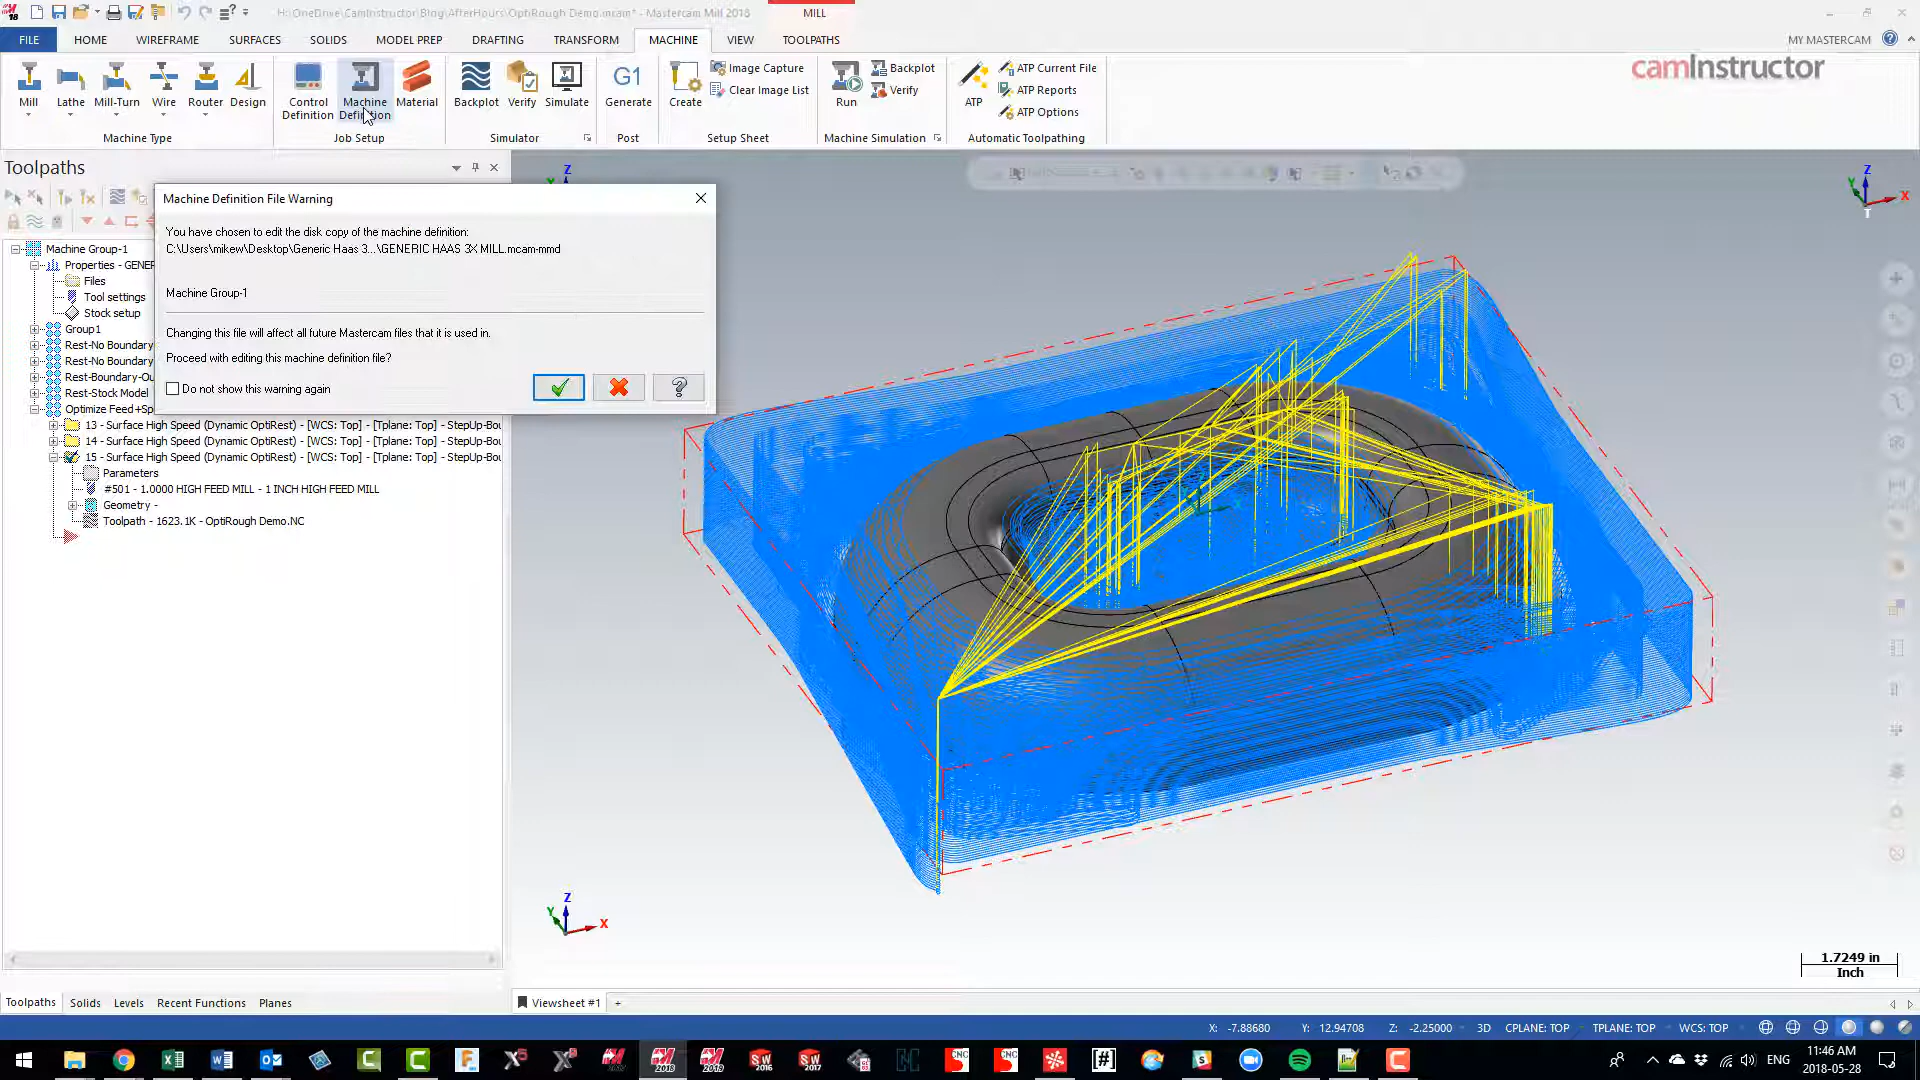 H:\OneDrive\CamInstructor\Blog\AfterHours\OptiRough Demo.mcam* - Mastercam Mill 2018
MILL
FILE HOME WIREFRAME SURFACES SOLIDS MODEL PREP DRAFTING TRANSFORM MACHINE VIEW TOOLPATHS MY MASTERCAM
Mill Lathe Mill-Turn Wire Router Design
Machine Type
Control Definition
Machine Definition
Material
Job Setup
Backplot Verify Simulate
Simulator
G1
Generate
Post
Create
Image Capture
Clear Image List
Setup Sheet
Run
Backplot
Verify
Machine Simulation
ATP
ATP Current File
ATP Reports
ATP Options
Automatic Toolpathing
camInstructor
Toolpaths
Machine Definition File Warning
You have chosen to edit the disk copy of the machine definition:
C:\Users\mikew\Desktop\Generic Haas 3...\GENERIC HAAS 3X MILL.mcam-mmd
Machine Group-1
Changing this file will affect all future Mastercam files that it is used in.
Proceed with editing this machine definition file?
Do not show this warning again
Machine Group-1
Properties - GENER
Files
Tool settings
Stock setup
Group1
Rest-No Boundary
Rest-No Boundary
Rest-Boundary-Ou
Rest-Stock Model
Optimize Feed+Sp
13 - Surface High Speed (Dynamic OptiRest) - [WCS: Top] - [Tplane: Top] - StepUp-Bou
14 - Surface High Speed (Dynamic OptiRest) - [WCS: Top] - [Tplane: Top] - StepUp-Bou
15 - Surface High Speed (Dynamic OptiRest) - [WCS: Top] - [Tplane: Top] - StepUp-Bou
Parameters
#501 - 1.0000 HIGH FEED MILL - 1 INCH HIGH FEED MILL
Geometry -
Toolpath - 1623.1K - OptiRough Demo.NC
Z
Z
Y
X
T
Z
Y
X
1.7249 in
Inch
Toolpaths Solids Levels Recent Functions Planes
Viewsheet #1 +
X: -7.88680 Y: 12.94708 Z: -2.25000 3D CPLANE: TOP TPLANE: TOP WCS: TOP
ENG
11:46 AM
2018-05-28